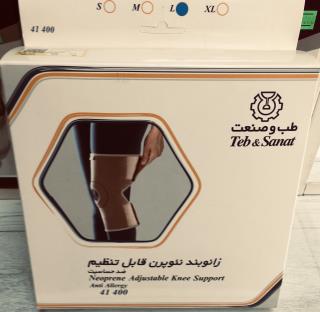 S M L XL
41 400
طب و صنعت
Teb & Sanat
زانوبند نئوپرن قابل تنظیم
ضد حساسیت
Neoprene Adjustable Knee Support
Anti Allergy
41 400